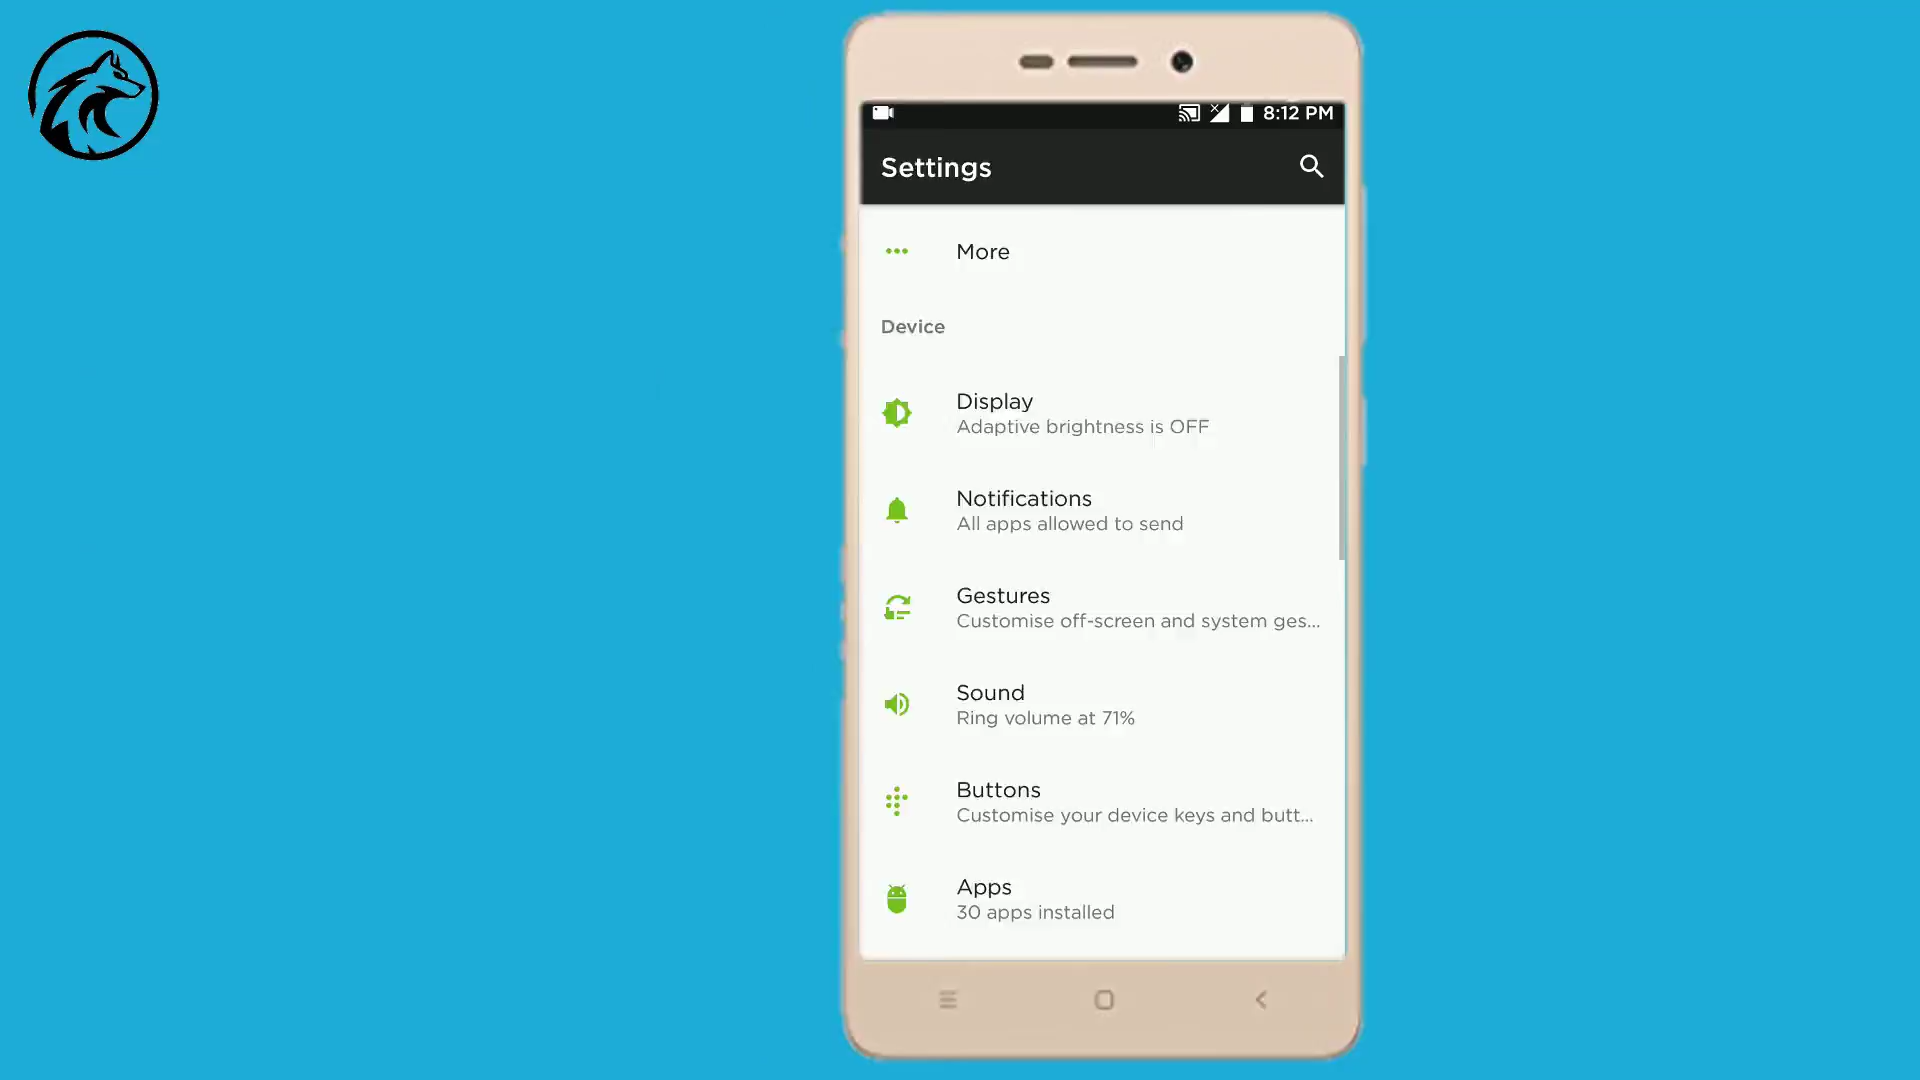 8:12 PM
Settings
More
Device
Display
Adaptive brightness is OFF
Notifications
All apps allowed to send
Gestures
Customise off-screen and system ges...
Sound
Ring volume at 71%
Buttons
Customise your device keys and butt...
Apps
30 apps installed